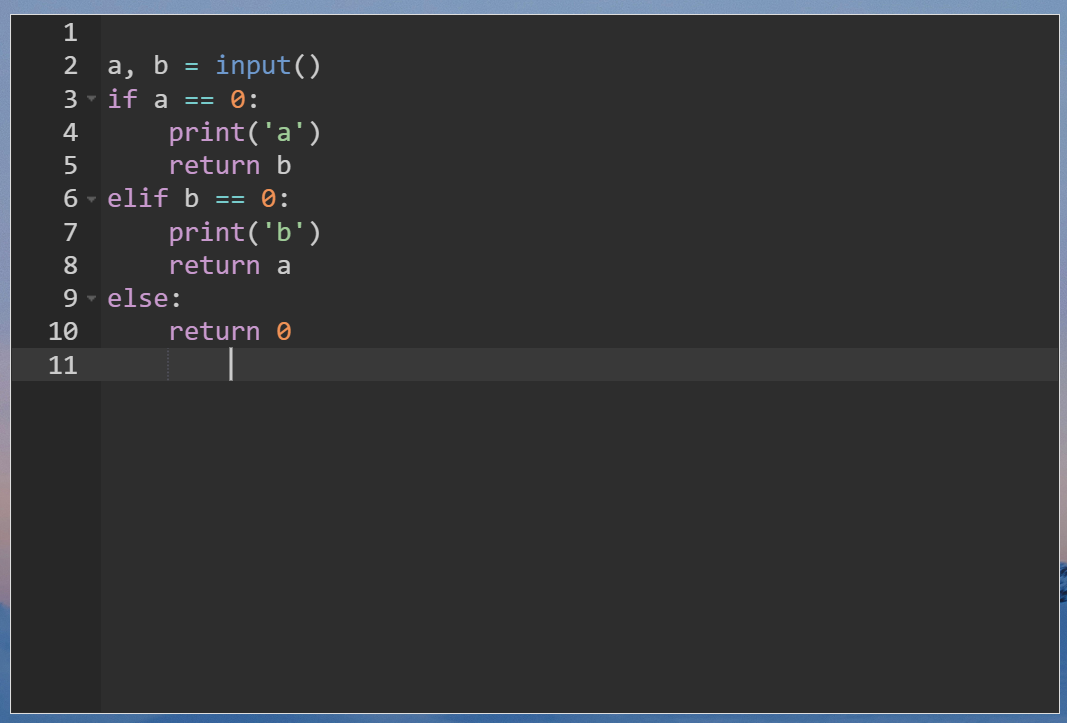 1
2 a, b = input()
3 if a == 0:
4     print('a')
5     return b
6 elif b == 0:
7     print('b')
8     return a
9 else:
10     return 0
11